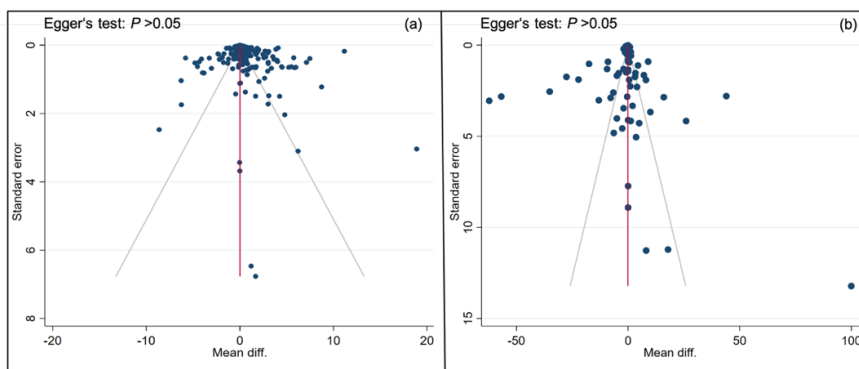 Egger's test: P >0.05 (a)
0
2
4
6
8
Standard error
-20 -10 0 10 20
Mean diff.
Egger's test: P >0.05 (b)
0
5
10
15
Standard error
-50 0 50 100
Mean diff.